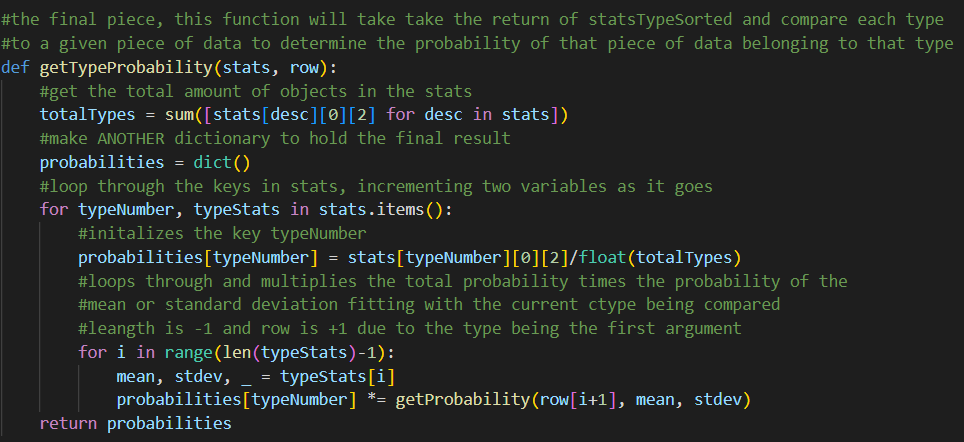 #the final piece, this function will take take the return of statsTypeSorted and compare each type
#to a given piece of data to determine the probability of that piece of data belonging to that type
def getTypeProbability(stats, row):
    #get the total amount of objects in the stats
    totalTypes = sum([stats[desc][0][2] for desc in stats])
    #make ANOTHER dictionary to hold the final result
    probabilities = dict()
    #loop through the keys in stats, incrementing two variables as it goes
    for typeNumber, typeStats in stats.items():
        #initalizes the key typeNumber
        probabilities[typeNumber] = stats[typeNumber][0][2]/float(totalTypes)
        #loops through and multiplies the total probability times the probability of the
        #mean or standard deviation fitting with the current ctype being compared
        #leangth is -1 and row is +1 due to the type being the first argument
        for i in range(len(typeStats)-1):
            mean, stdev, _ = typeStats[i]
            probabilities[typeNumber] *= getProbability(row[i+1], mean, stdev)
    return probabilities